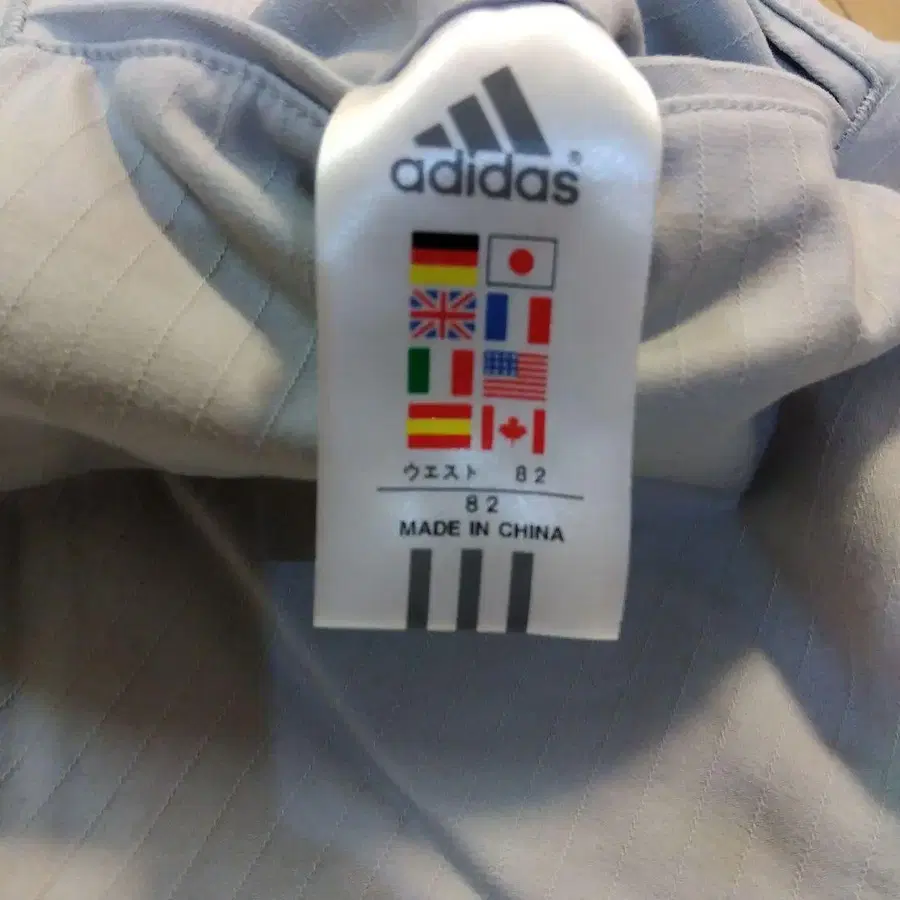 adidas®
ウエスト 82
82
MADE IN CHINA